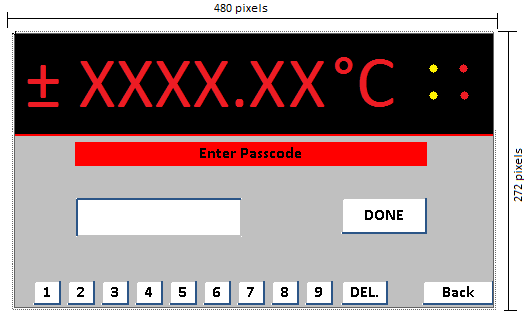 480 pixels
± XXXX.XX°C
272 pixels
Enter Passcode
DONE
1 2 3 4 5 6 7 8 9 DEL. Back